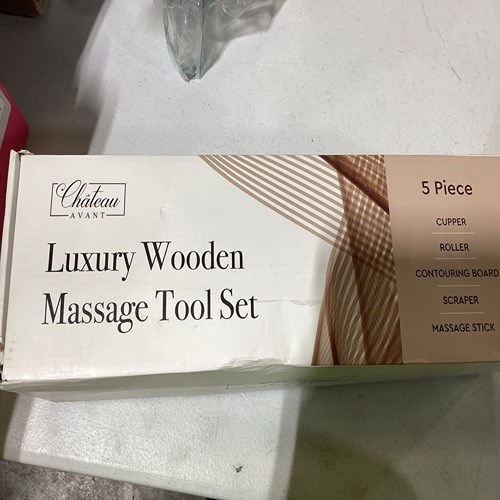 Château
AVANT
Luxury Wooden
Massage Tool Set
5 Piece
CUPPER
ROLLER
CONTOURING BOARD
SCRAPER
MASSAGE STICK